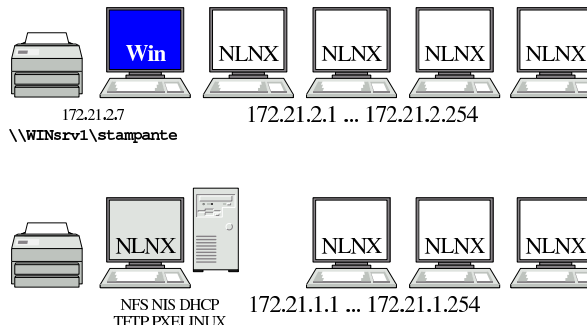 Win NLNX NLNX NLNX NLNX
172.21.2.7
172.21.2.1 ... 172.21.2.254
\\WINsrv1\stampante
NLNX NLNX NLNX NLNX
NFS NIS DHCP
172.21.1.1 ... 172.21.1.254
TFTP PXELINUX